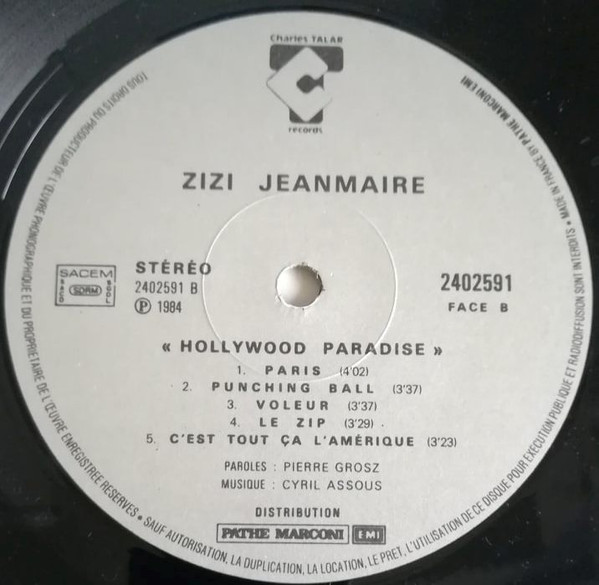 Charles TALAR
records
ZIZI JEANMAIRE
SACEM
SACD
SDRM
SGDL
STÉRÉO
2402591 B
Ⓟ 1984
2402591
FACE B
« HOLLYWOOD PARADISE »
1. PARIS (4'02)
2. PUNCHING BALL (3'37)
3. VOLEUR (3'37)
4. LE ZIP (3'29)
5. C'EST TOUT ÇA L'AMÉRIQUE (3'23)
PAROLES : PIERRE GROSZ
MUSIQUE : CYRIL ASSOUS
DISTRIBUTION
PATHE MARCONI EMI
TOUS DROITS DU PRODUCTEUR DE L'ŒUVRE PHONOGRAPHIQUE ET DU PROPRIETAIRE DE L'ŒUVRE ENREGISTREE RESERVES • SAUF AUTORISATION, LA DUPLICATION, LA LOCATION, LE PRET, L'UTILISATION DE CE DISQUE POUR EXECUTION PUBLIQUE ET RADIODIFFUSION SONT INTERDITS • MADE IN FRANCE BY PATHE MARCONI EMI